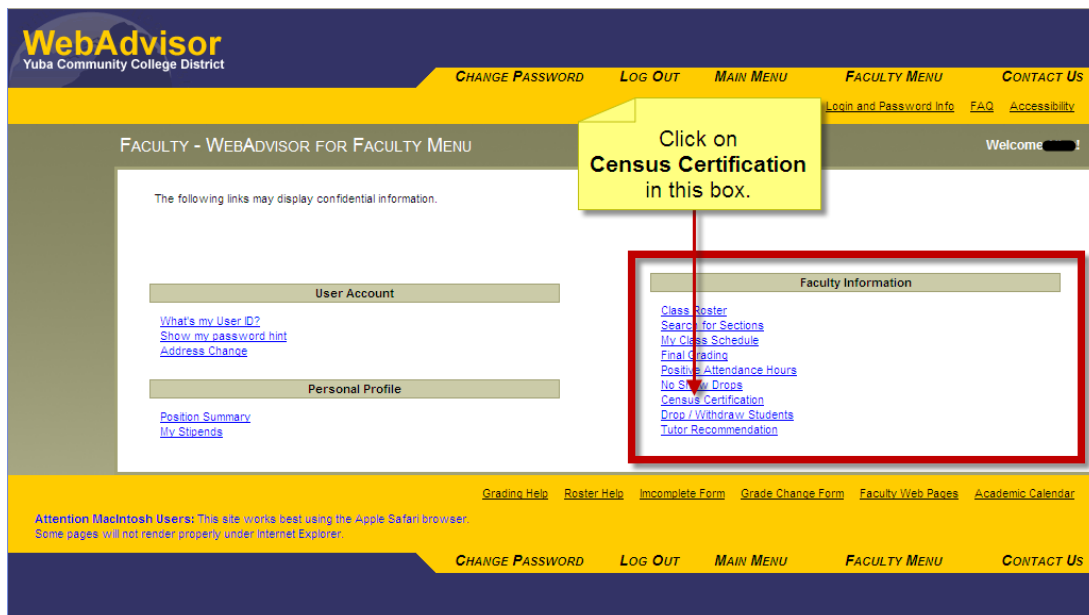 WebAdvisor
Yuba Community College District
CHANGE PASSWORD LOG OUT MAIN MENU FACULTY MENU CONTACT US
Login and Password Info FAQ Accessibility
FACULTY - WEBADVISOR FOR FACULTY MENU
Welcome !
Click on
Census Certification
in this box.
The following links may display confidential information.
User Account
What's my User ID?
Show my password hint
Address Change
Personal Profile
Position Summary
My Stipends
Faculty Information
Class Roster
Search for Sections
My Class Schedule
Final Grading
Positive Attendance Hours
No Show Drops
Census Certification
Drop / Withdraw Students
Tutor Recommendation
Grading Help Roster Help Imcomplete Form Grade Change Form Faculty Web Pages Academic Calendar
Attention MacIntosh Users: This site works best using the Apple Safari browser.
Some pages will not render properly under Internet Explorer.
CHANGE PASSWORD LOG OUT MAIN MENU FACULTY MENU CONTACT US